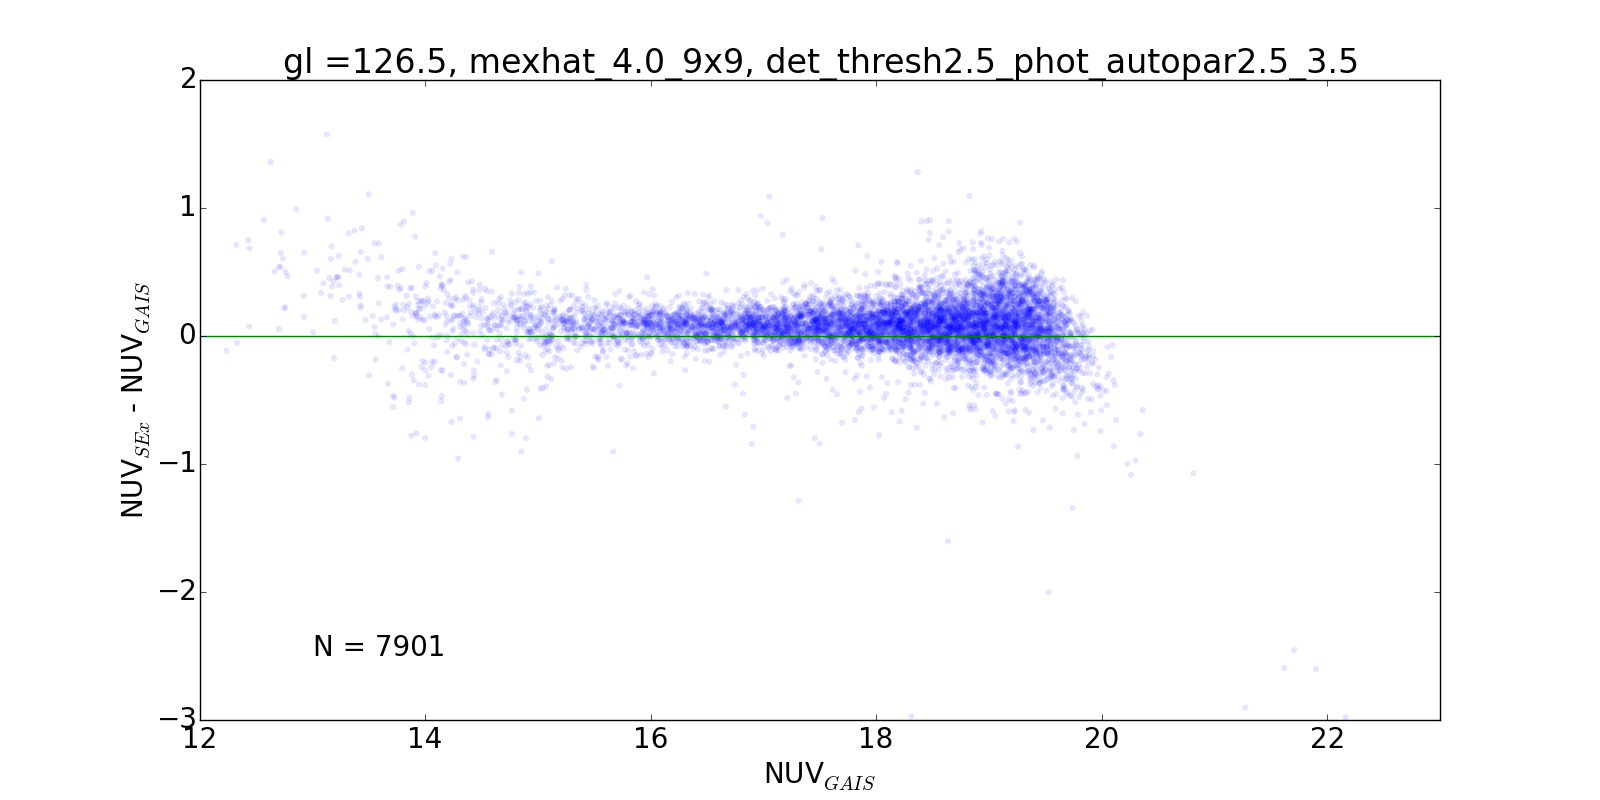 gl =126.5, mexhat_4.0_9x9, det_thresh2.5_phot_autopar2.5_3.5
2
1
0
−1
−2
−3
NUV_SEx - NUV_GAIS
N = 7901
12 14 16 18 20 22
NUV_GAIS